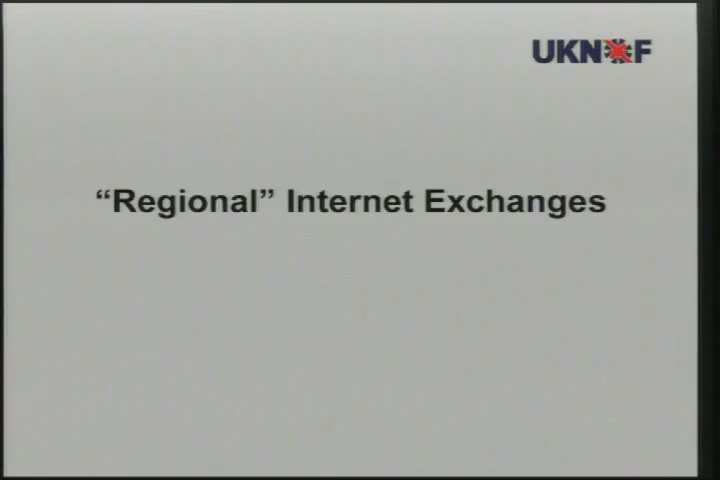 UKNOF
“Regional” Internet Exchanges